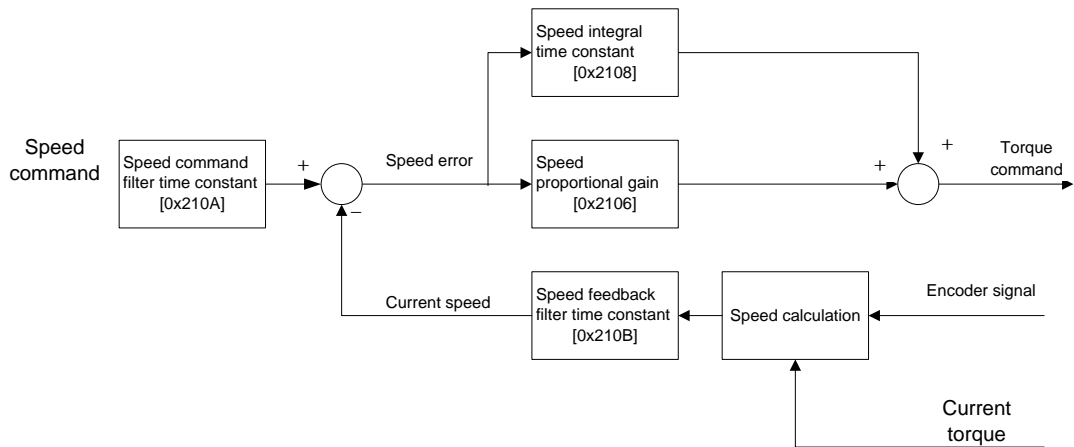 Speed integral
time constant
[0x2108]
Speed
command
Speed command
filter time constant
[0x210A]
+
−
Speed error
Speed
proportional gain
[0x2106]
+
+
Torque
command
Current speed
Speed feedback
filter time constant
[0x210B]
Speed calculation
Encoder signal
Current
torque